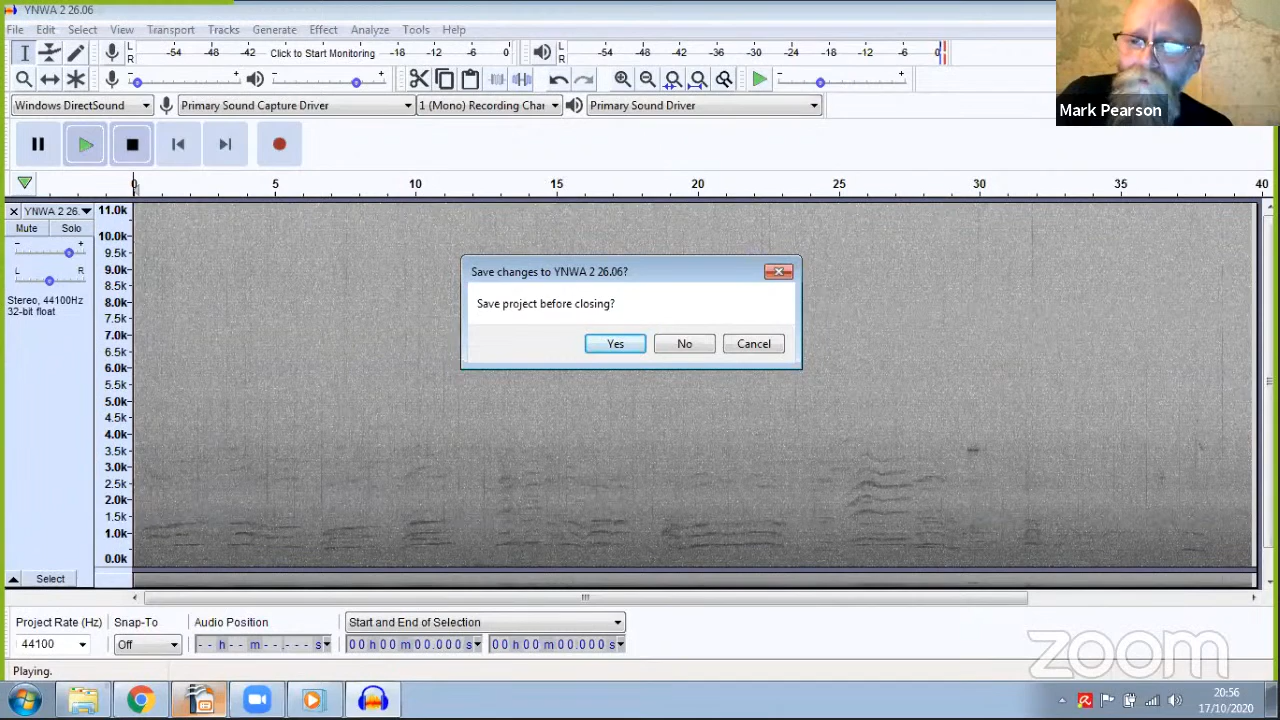 YNWA 2 26.06
File Edit Select View Transport Tracks Generate Effect Analyze Tools Help
L R -54 -48 -42 Click to Start Monitoring -18 -12 -6 0 L R -54 -48 -42 -36 -30 -24 -18 -12 -6 0
- + - + - +
Windows DirectSound Primary Sound Capture Driver 1 (Mono) Recording Char Primary Sound Driver
Mark Pearson
0 5 10 15 20 25 30 35 40
YNWA 2 26.
Mute Solo
- +
L R
Stereo, 44100Hz
32-bit float
Select
11.0k
10.0k
9.5k
9.0k
8.5k
8.0k
7.5k
7.0k
6.5k
6.0k
5.5k
5.0k
4.5k
4.0k
3.5k
3.0k
2.5k
2.0k
1.5k
1.0k
0.0k
Save changes to YNWA 2 26.06?
Save project before closing?
Yes No Cancel
Project Rate (Hz) Snap-To Audio Position Start and End of Selection
44100 Off -- h -- m --.--- s 00 h 00 m 00.000 s 00 h 00 m 00.000 s
zoom
Playing.
20:56
17/10/2020